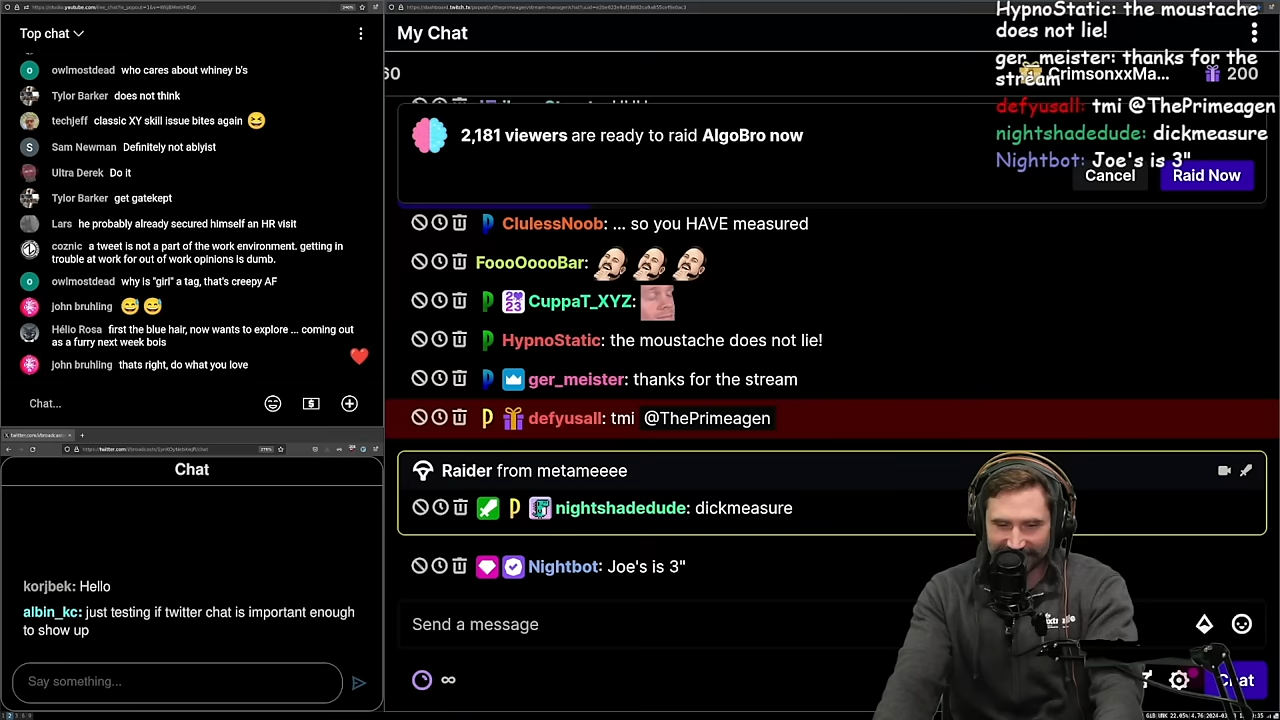 Top chat
owlmostdead who cares about whiney b's
Tylor Barker does not think
techjeff classic XY skill issue bites again
Sam Newman Definitely not ablyist
Ultra Derek Do it
Tylor Barker get gatekept
Lars he probably already secured himself an HR visit
coznic a tweet is not a part of the work environment. getting in
trouble at work for out of work opinions is dumb.
owlmostdead why is "girl" a tag, that's creepy AF
john bruhling
Hélio Rosa first the blue hair, now wants to explore ... coming out
as a furry next week bois
john bruhling thats right, do what you love
Chat...
Chat
korjbek: Hello
albin_kc: just testing if twitter chat is important enough
to show up
Say something...
My Chat
CrimsonxxMa...
200
2,181 viewers are ready to raid AlgoBro now
Cancel
Raid Now
ClulessNoob: ... so you HAVE measured
FoooOoooBar:
CuppaT_XYZ:
HypnoStatic: the moustache does not lie!
ger_meister: thanks for the stream
defyusall: tmi @ThePrimeagen
Raider from metameeee
nightshadedude: dickmeasure
Nightbot: Joe's is 3"
Send a message
Chat
HypnoStatic: the moustache
does not lie!
ger_meister: thanks for the
stream
defyusall: tmi @ThePrimeagen
nightshadedude: dickmeasure
Nightbot: Joe's is 3"